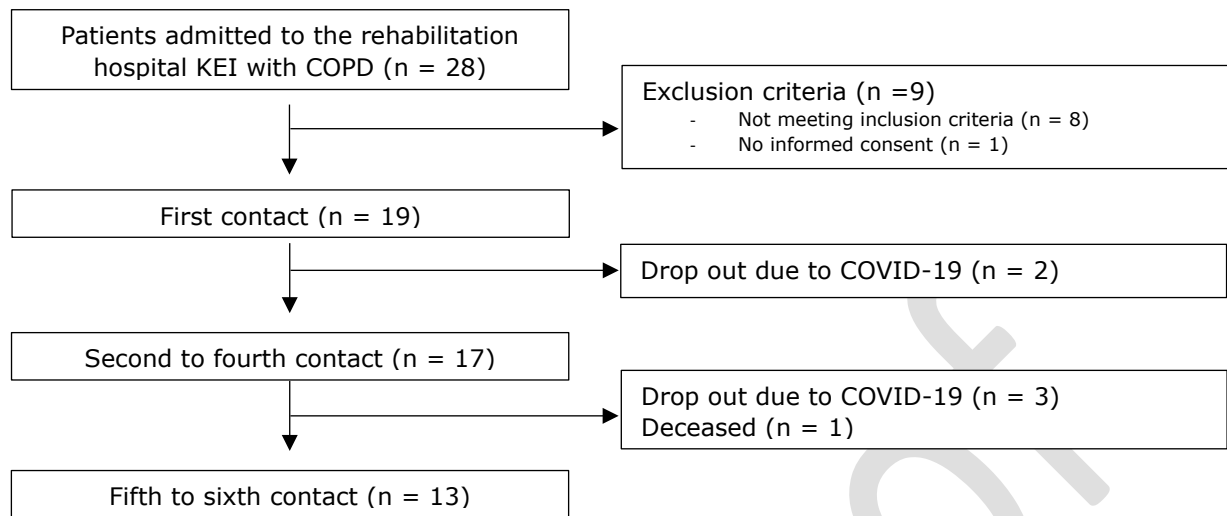 Patients admitted to the rehabilitation
hospital KEI with COPD (n = 28)
Exclusion criteria (n =9)
- Not meeting inclusion criteria (n = 8)
- No informed consent (n = 1)
First contact (n = 19)
Drop out due to COVID-19 (n = 2)
Second to fourth contact (n = 17)
Drop out due to COVID-19 (n = 3)
Deceased (n = 1)
Fifth to sixth contact (n = 13)